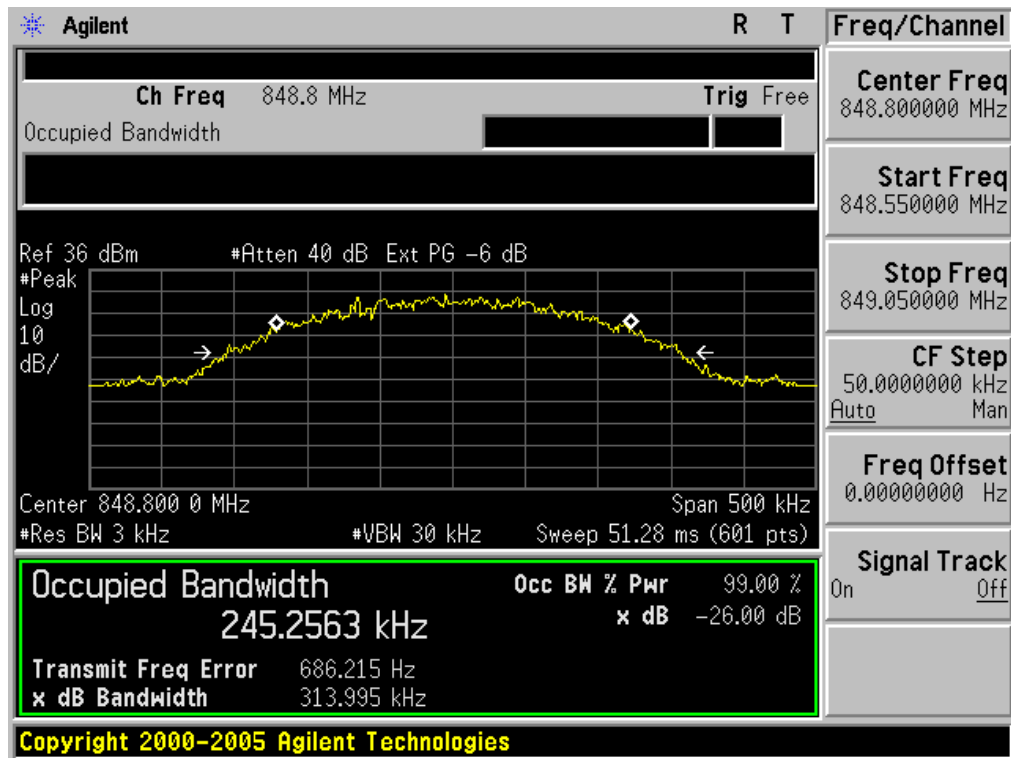 Agilent R T
Ch Freq 848.8 MHz Trig Free
Occupied Bandwidth
Ref 36 dBm #Atten 40 dB Ext PG -6 dB
#Peak
Log
10
dB/
Center 848.800 0 MHz Span 500 kHz
#Res BW 3 kHz #VBW 30 kHz Sweep 51.28 ms (601 pts)
Occupied Bandwidth
245.2563 kHz
Occ BW % Pwr 99.00 %
x dB -26.00 dB
Transmit Freq Error 686.215 Hz
x dB Bandwidth 313.995 kHz
Copyright 2000-2005 Agilent Technologies
Freq/Channel
Center Freq
848.800000 MHz
Start Freq
848.550000 MHz
Stop Freq
849.050000 MHz
CF Step
50.0000000 kHz
Auto Man
Freq Offset
0.00000000 Hz
Signal Track
On Off